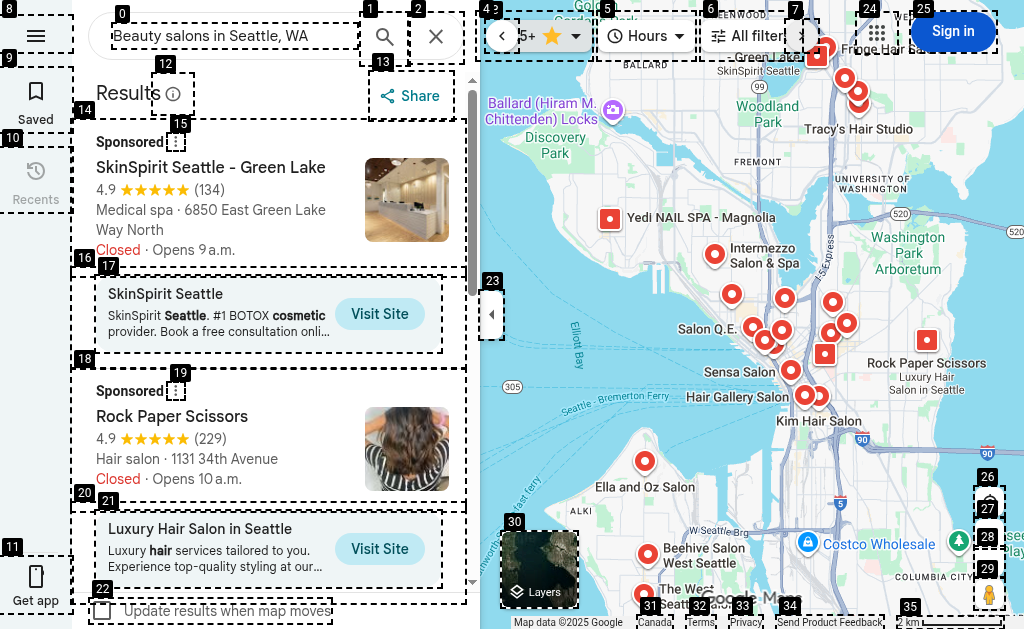 Beauty salons in Seattle, WA
Saved
Recents
Get app
Results
Share
Sponsored
SkinSpirit Seattle - Green Lake
4.9 (134)
Medical spa · 6850 East Green Lake
Way North
Closed · Opens 9 a.m.
SkinSpirit Seattle
SkinSpirit Seattle. #1 BOTOX cosmetic
provider. Book a free consultation onli...
Visit Site
Sponsored
Rock Paper Scissors
4.9 (229)
Hair salon · 1131 34th Avenue
Closed · Opens 10 a.m.
Luxury Hair Salon in Seattle
Luxury hair services tailored to you.
Experience top-quality styling at our...
Visit Site
Update results when map moves
5+
Hours
All filter
Sign in
0
1
2
4
5
6
7
8
9
10
11
12
13
14
15
16
17
18
19
20
21
22
23
24
25
26
27
28
29
30
31
32
33
34
35
BALLARD
Green Lake
SkinSpirit Seattle
Fringe Hair
99
Ballard (Hiram M.
Chittenden) Locks
Discovery
Park
Woodland
Park
Tracy's Hair Studio
FREMONT
UNIVERSITY OF
WASHINGTON
Yedi NAIL SPA - Magnolia
520
520
Washington
Park
Arboretum
Intermezzo
Salon & Spa
I-5 Express
Salon Q.E.
Elliott Bay
Sensa Salon
Rock Paper Scissors
Luxury Hair
Salon in Seattle
305
Seattle - Bremerton Ferry
Hair Gallery Salon
Kim Hair Salon
90
90
Ella and Oz Salon
ALKI
5
W Seattle Brg
Costco Wholesale
Beehive Salon
West Seattle
COLUMBIA CITY
The We
Seatt
Google Maps
Layers
Map data ©2025 Google
Canada
Terms
Privacy
Send Product Feedback
2 km